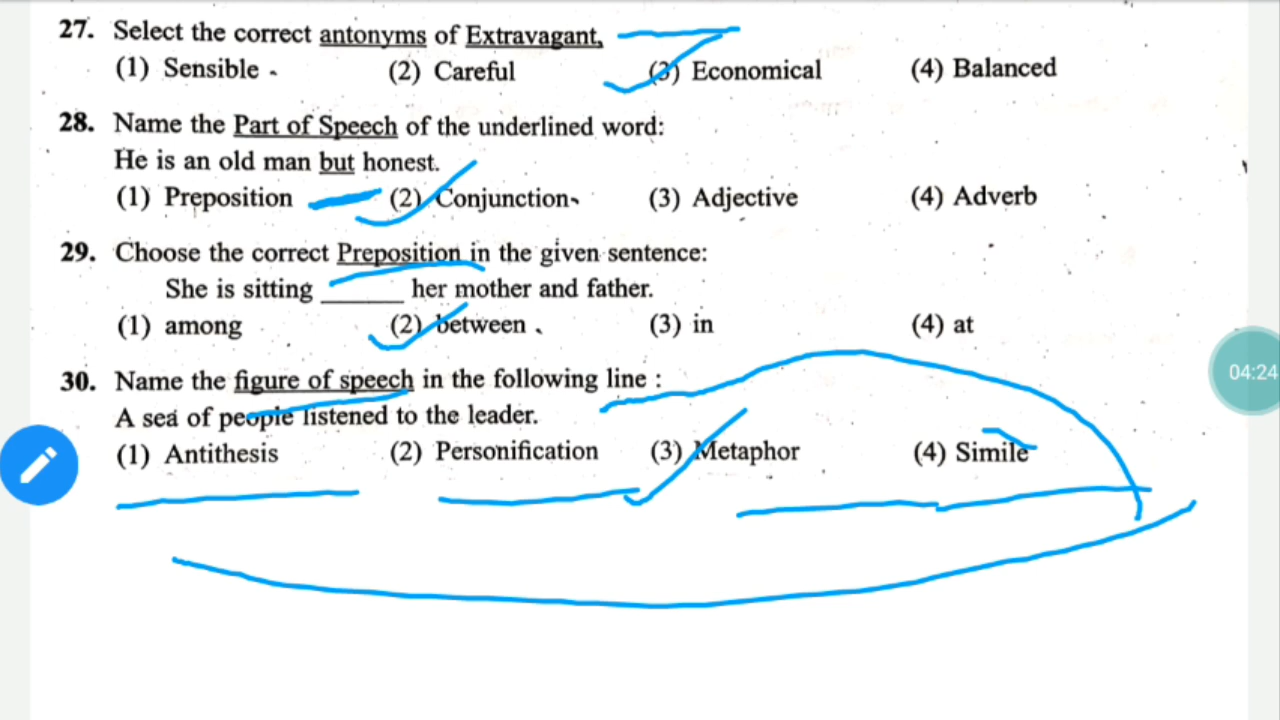 27. Select the correct antonyms of Extravagant,
(1) Sensible (2) Careful (3) Economical (4) Balanced
28. Name the Part of Speech of the underlined word:
He is an old man but honest.
(1) Preposition (2) Conjunction (3) Adjective (4) Adverb
29. Choose the correct Preposition in the given sentence:
She is sitting ______ her mother and father.
(1) among (2) between (3) in (4) at
30. Name the figure of speech in the following line :
A sea of people listened to the leader.
(1) Antithesis (2) Personification (3) Metaphor (4) Simile
04:24